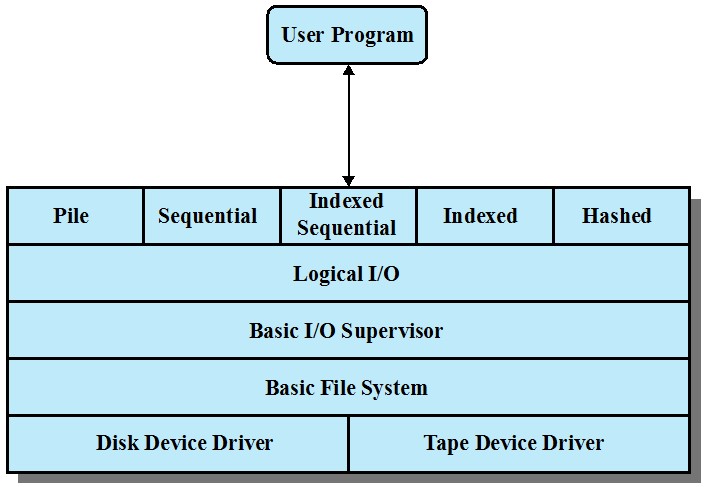 User Program
Pile
Sequential
Indexed
Sequential
Indexed
Hashed
Logical I/O
Basic I/O Supervisor
Basic File System
Disk Device Driver
Tape Device Driver